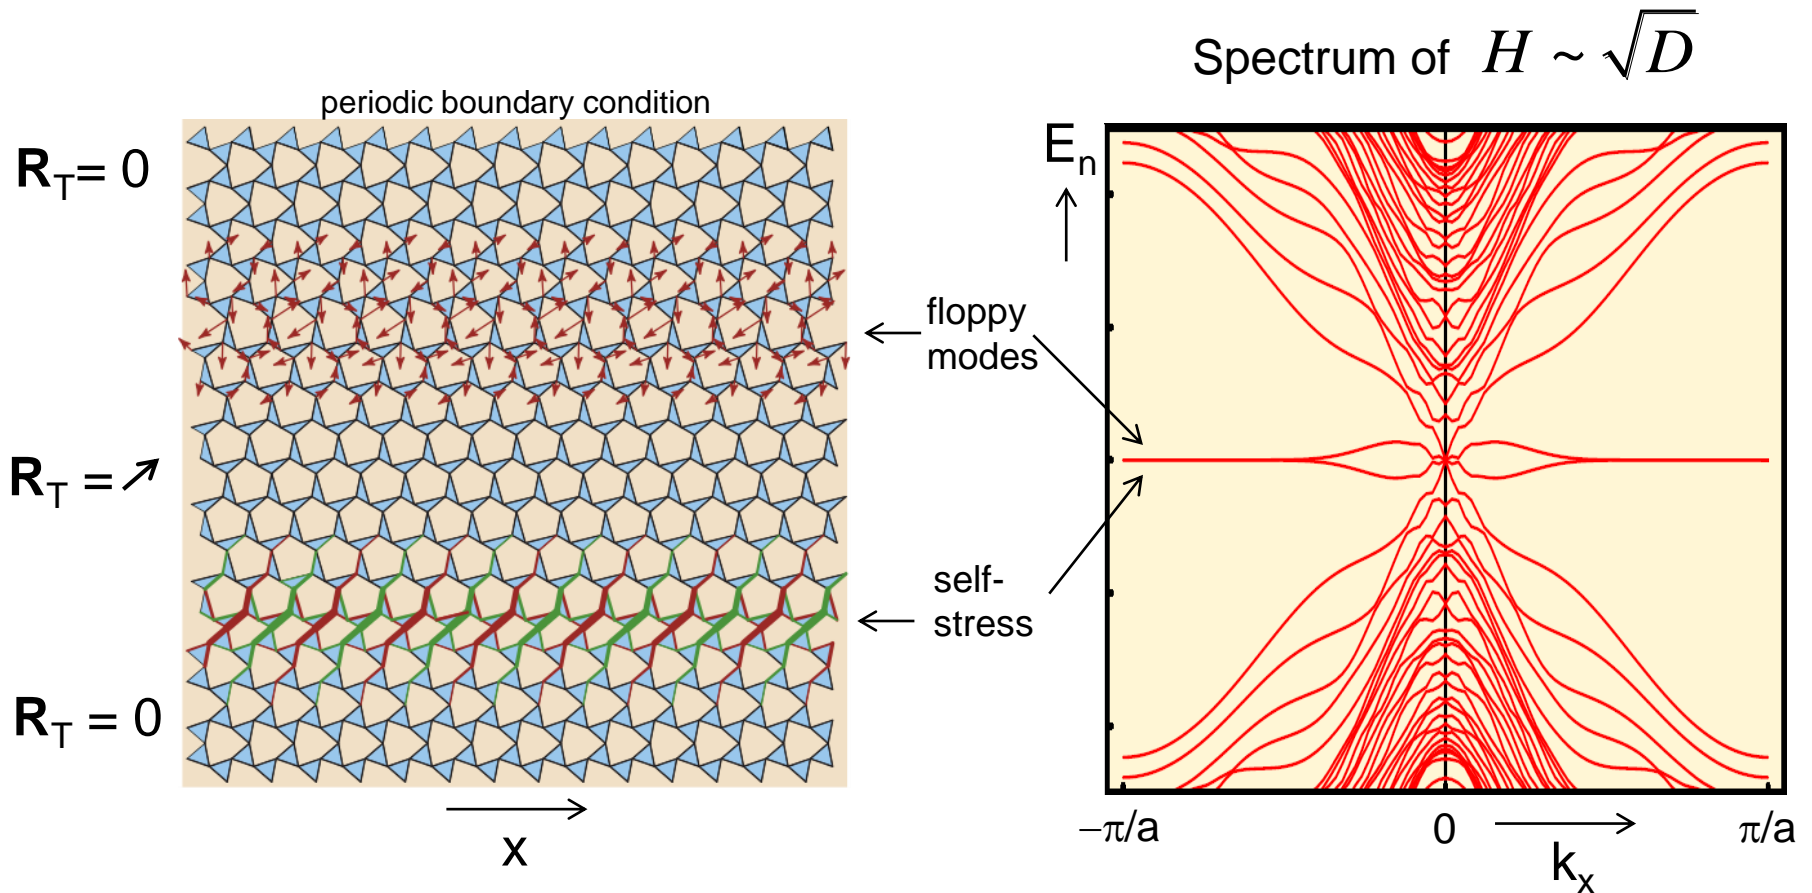 Spectrum of H ~ √D
periodic boundary condition
R_T = 0
E_n
floppy
modes
R_T =
self-
stress
R_T = 0
x
−π/a
0
π/a
k_x